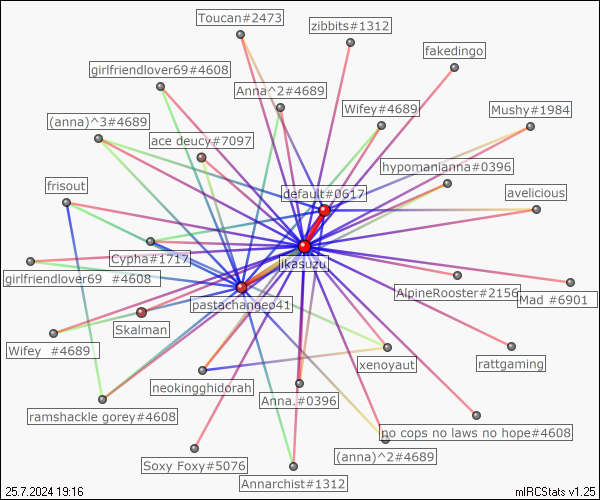 Toucan#2473
zibbits#1312
fakedingo
girlfriendlover69#4608
Anna^2#4689
Wifey#4689
Mushy#1984
(anna)^3#4689
ace deucy#7097
hypomanianna#0396
frisout
default#0617
avelicious
Cypha#1717
ikasuzu
girlfriendlover69 #4608
AlpineRooster#2156
Mad #6901
pastachangeo41
Skalman
Wifey #4689
xenoyaut
rattgaming
neokingghidorah
Anna.#0396
ramshackle gorey#4608
no cops no laws no hope#4608
(anna)^2#4689
Soxy Foxy#5076
Annarchist#1312
25.7.2024 19:16
mIRCStats v1.25